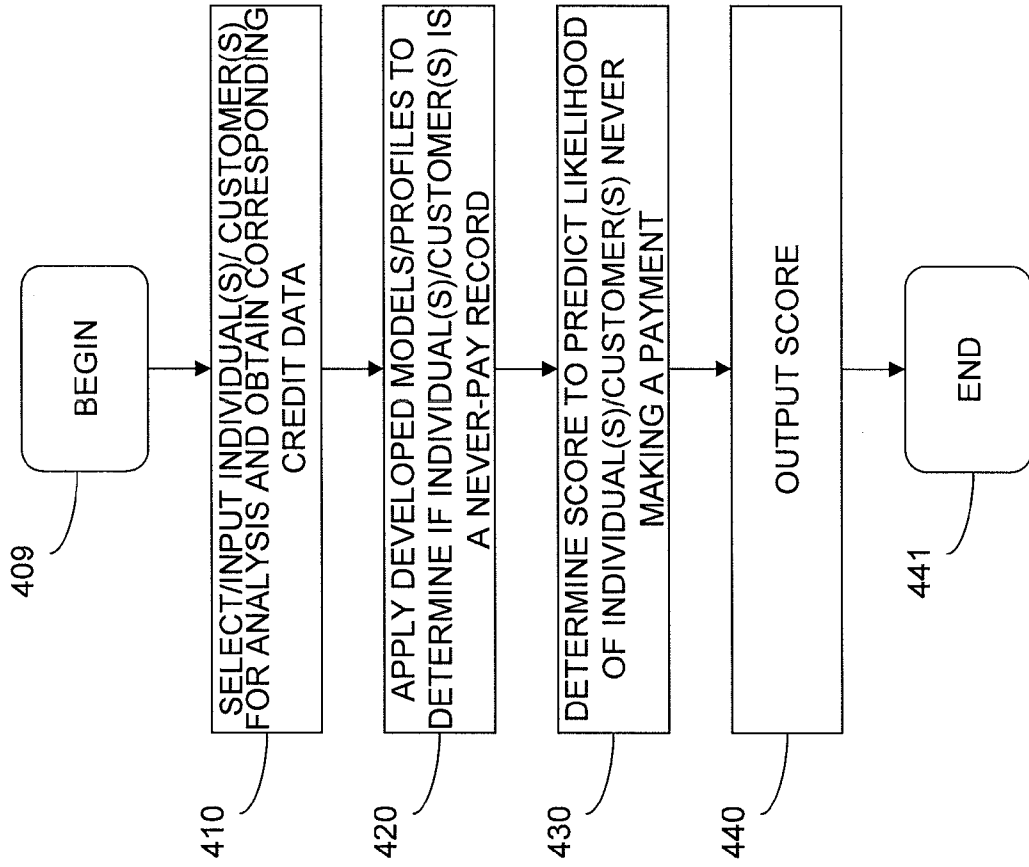 BEGIN
409
SELECT/INPUT INDIVIDUAL(S)/ CUSTOMER(S)
FOR ANALYSIS AND OBTAIN CORRESPONDING
CREDIT DATA
410
APPLY DEVELOPED MODELS/PROFILES TO
DETERMINE IF INDIVIDUAL(S)/CUSTOMER(S) IS
A NEVER-PAY RECORD
420
DETERMINE SCORE TO PREDICT LIKELIHOOD
OF INDIVIDUAL(S)/CUSTOMER(S) NEVER
MAKING A PAYMENT
430
OUTPUT SCORE
440
END
441